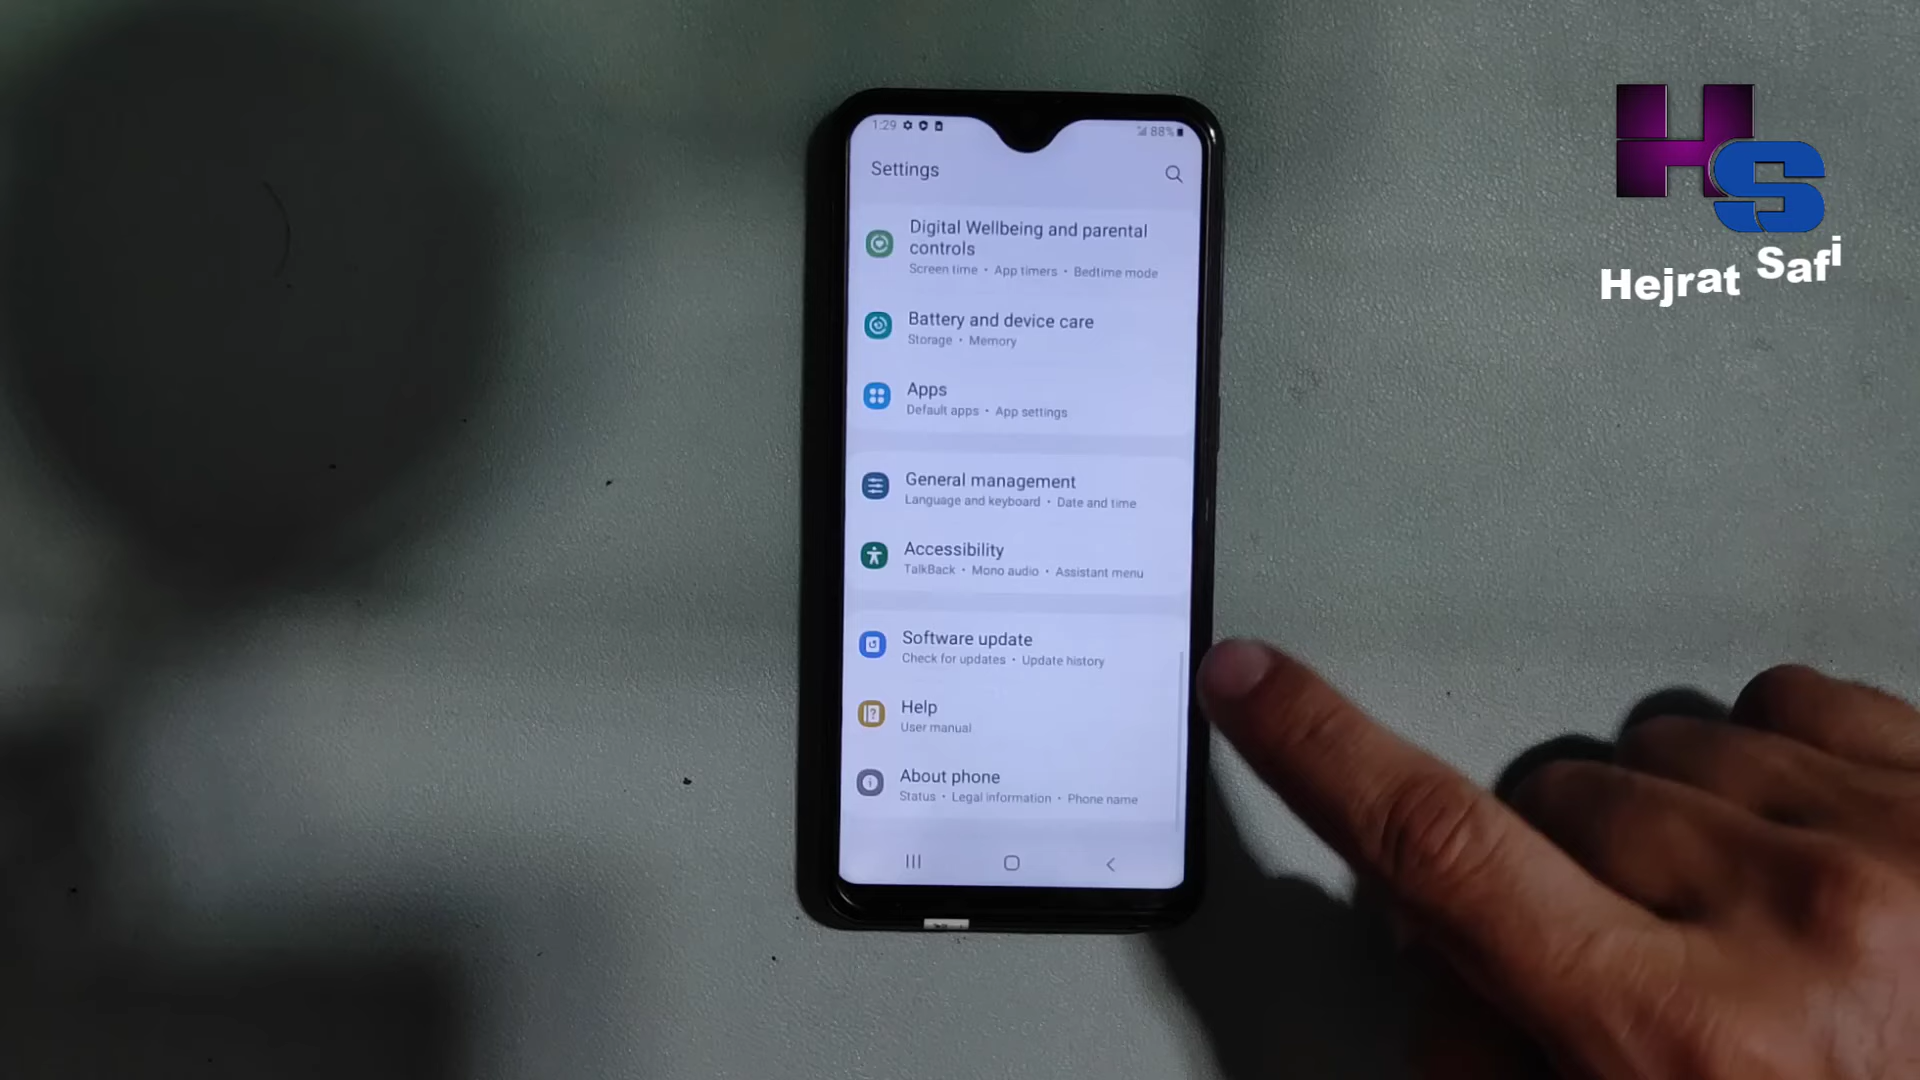 1:29
88%
Settings
Digital Wellbeing and parental
controls
Screen time • App timers • Bedtime mode
Battery and device care
Storage • Memory
Apps
Default apps • App settings
General management
Language and keyboard • Date and time
Accessibility
TalkBack • Mono audio • Assistant menu
Software update
Check for updates • Update history
Help
User manual
About phone
Status • Legal information • Phone name
HS
Hejrat Safi